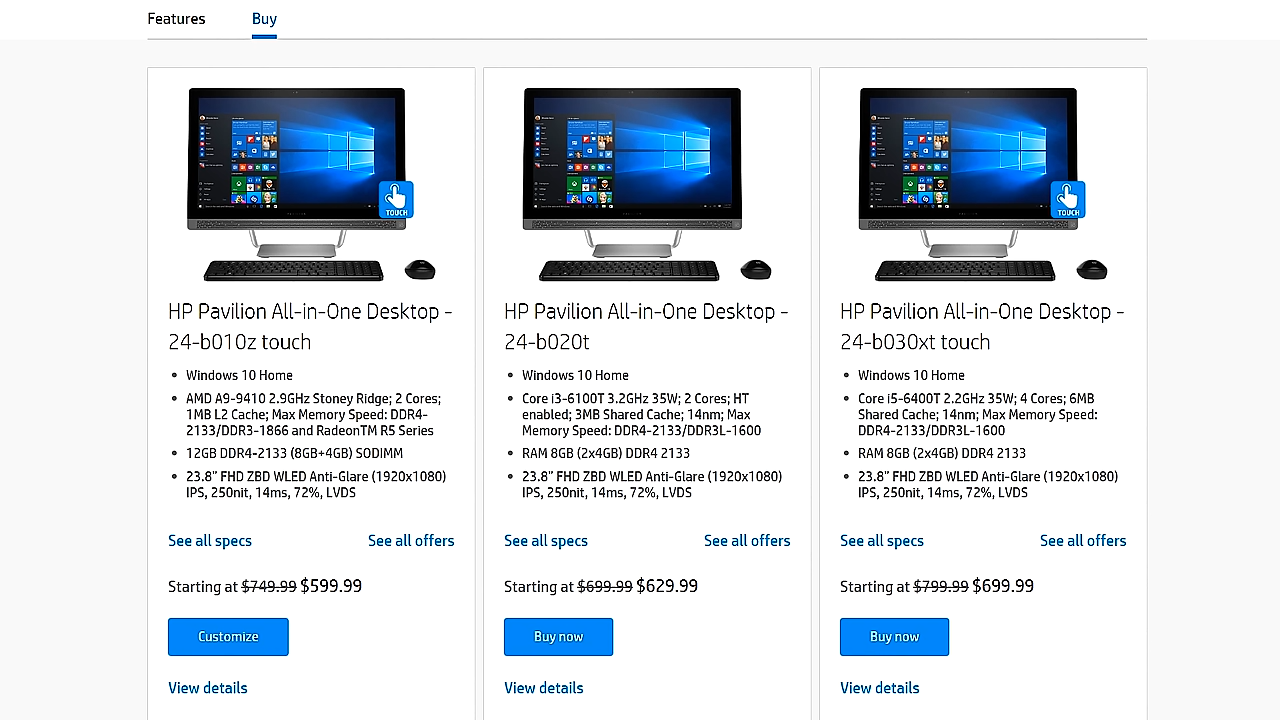 Features Buy
TOUCH
TOUCH
HP Pavilion All-in-One Desktop -
24-b010z touch
Windows 10 Home
AMD A9-9410 2.9GHz Stoney Ridge; 2 Cores;
1MB L2 Cache; Max Memory Speed: DDR4-
2133/DDR3-1866 and RadeonTM R5 Series
12GB DDR4-2133 (8GB+4GB) SODIMM
23.8" FHD ZBD WLED Anti-Glare (1920x1080)
IPS, 250nit, 14ms, 72%, LVDS
See all specs See all offers
Starting at $749.99 $599.99
Customize
View details
HP Pavilion All-in-One Desktop -
24-b020t
Windows 10 Home
Core i3-6100T 3.2GHz 35W; 2 Cores; HT
enabled; 3MB Shared Cache; 14nm; Max
Memory Speed: DDR4-2133/DDR3L-1600
RAM 8GB (2x4GB) DDR4 2133
23.8" FHD ZBD WLED Anti-Glare (1920x1080)
IPS, 250nit, 14ms, 72%, LVDS
See all specs See all offers
Starting at $699.99 $629.99
Buy now
View details
HP Pavilion All-in-One Desktop -
24-b030xt touch
Windows 10 Home
Core i5-6400T 2.2GHz 35W; 4 Cores; 6MB
Shared Cache; 14nm; Max Memory Speed:
DDR4-2133/DDR3L-1600
RAM 8GB (2x4GB) DDR4 2133
23.8" FHD ZBD WLED Anti-Glare (1920x1080)
IPS, 250nit, 14ms, 72%, LVDS
See all specs See all offers
Starting at $799.99 $699.99
Buy now
View details